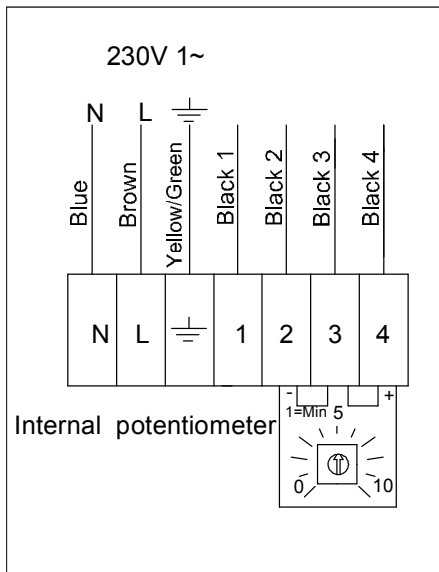 230V 1~
N L
Blue
Brown
Yellow/Green
Black 1
Black 2
Black 3
Black 4
N L 1 2 3 4
- +
1=Min 5
Internal potentiometer
0 10